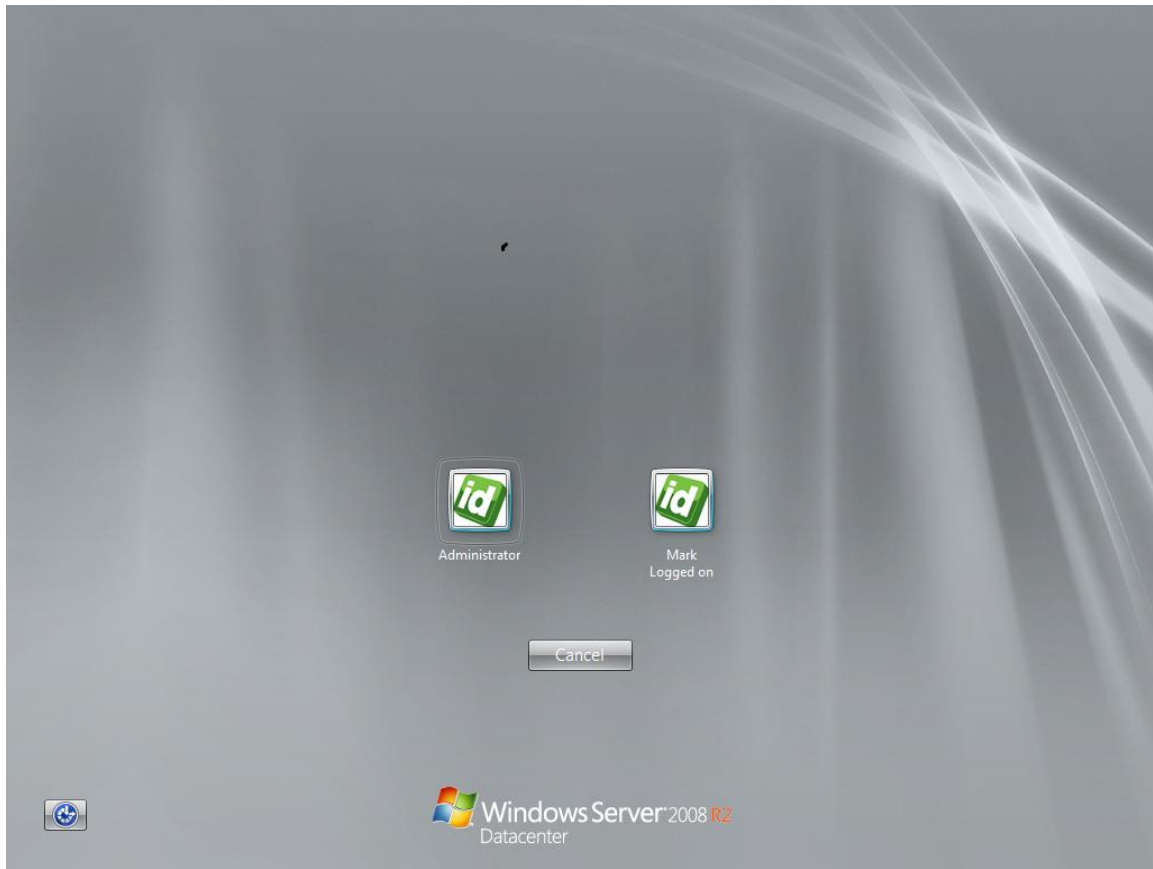 id
id
Administrator
Mark
Logged on
Cancel
Windows Server 2008 R2
Datacenter